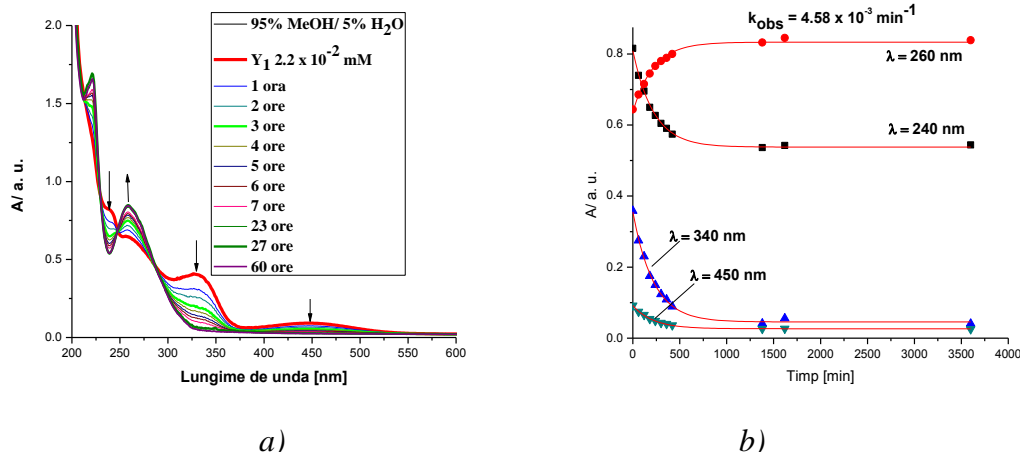 2.0
1.5
1.0
0.5
0.0
A/ a. u.
200 250 300 350 400 450 500 550 600
Lungime de unda [nm]
95% MeOH/ 5% H₂O
Y₁ 2.2 x 10⁻² mM
1 ora
2 ore
3 ore
4 ore
5 ore
6 ore
7 ore
23 ore
27 ore
60 ore
a)
k_obs = 4.58 x 10⁻³ min⁻¹
0.8
0.6
0.4
0.2
0.0
A/ a. u.
λ = 260 nm
λ = 240 nm
λ = 340 nm
λ = 450 nm
0 500 1000 1500 2000 2500 3000 3500 4000
Timp [min]
b)